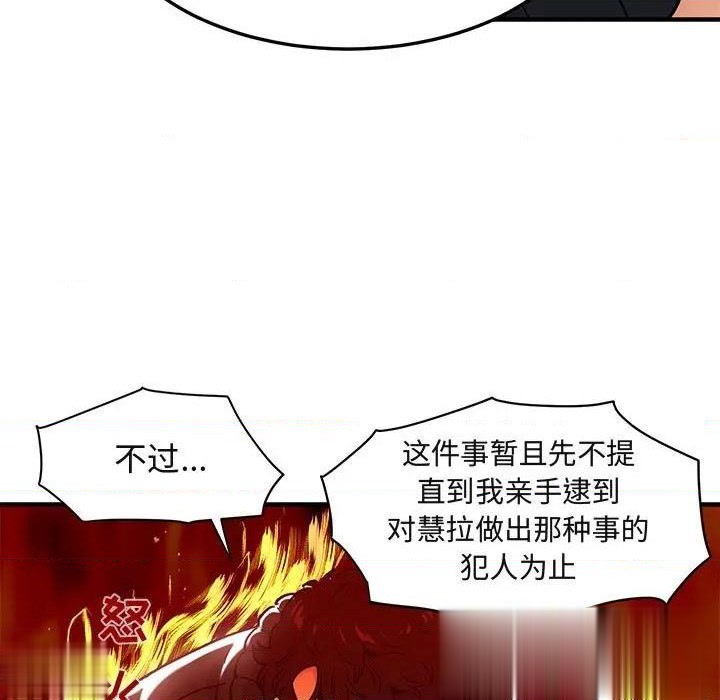 不过...
这件事暂且先不提
直到我亲手逮到
对慧拉做出那种事的
犯人为止
怒
火